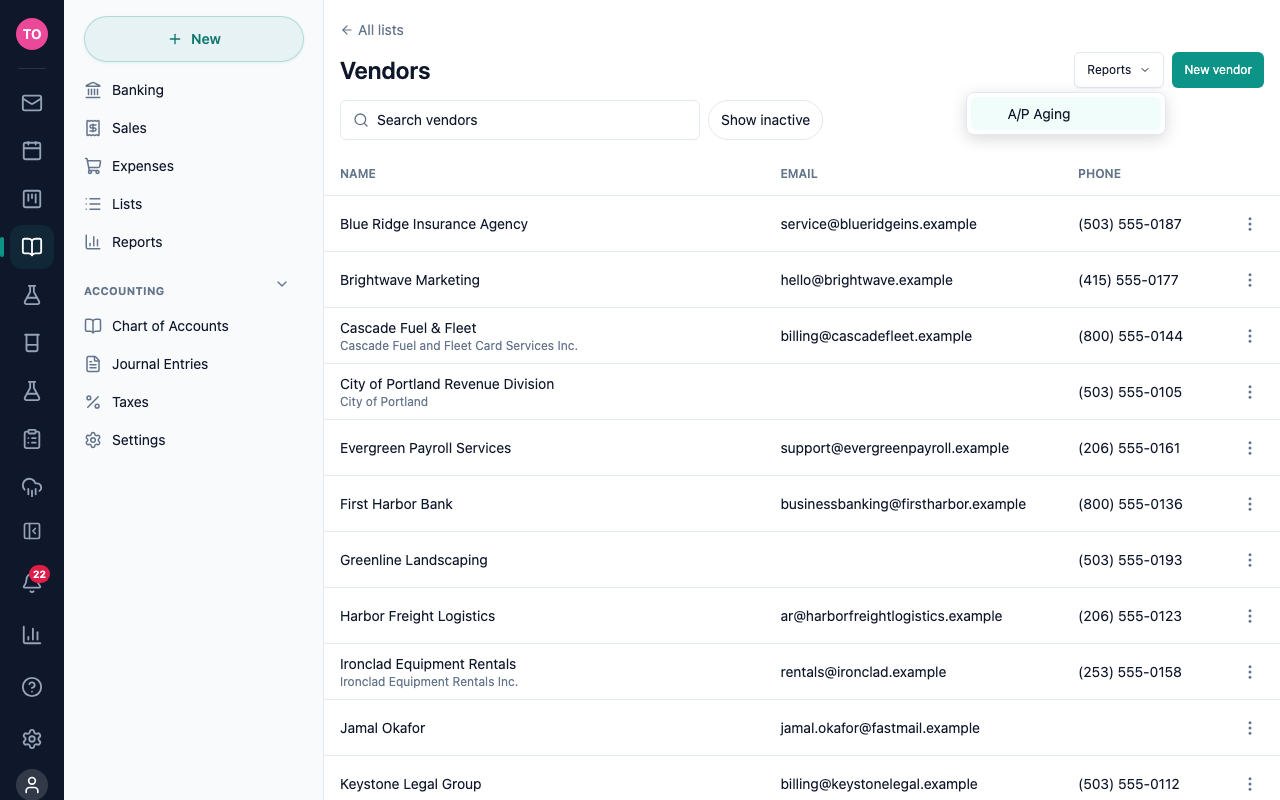 TO
22
New
Banking
Sales
Expenses
Lists
Reports
ACCOUNTING
Chart of Accounts
Journal Entries
Taxes
Settings
All lists
Vendors
Reports
New vendor
A/P Aging
Search vendors
Show inactive
NAME EMAIL PHONE
Blue Ridge Insurance Agency service@blueridgeins.example (503) 555-0187
Brightwave Marketing hello@brightwave.example (415) 555-0177
Cascade Fuel & Fleet
Cascade Fuel and Fleet Card Services Inc.
billing@cascadefleet.example (800) 555-0144
City of Portland Revenue Division
City of Portland
(503) 555-0105
Evergreen Payroll Services support@evergreenpayroll.example (206) 555-0161
First Harbor Bank businessbanking@firstharbor.example (800) 555-0136
Greenline Landscaping (503) 555-0193
Harbor Freight Logistics ar@harborfreightlogistics.example (206) 555-0123
Ironclad Equipment Rentals
Ironclad Equipment Rentals Inc.
rentals@ironclad.example (253) 555-0158
Jamal Okafor jamal.okafor@fastmail.example
Keystone Legal Group billing@keystonelegal.example (503) 555-0112